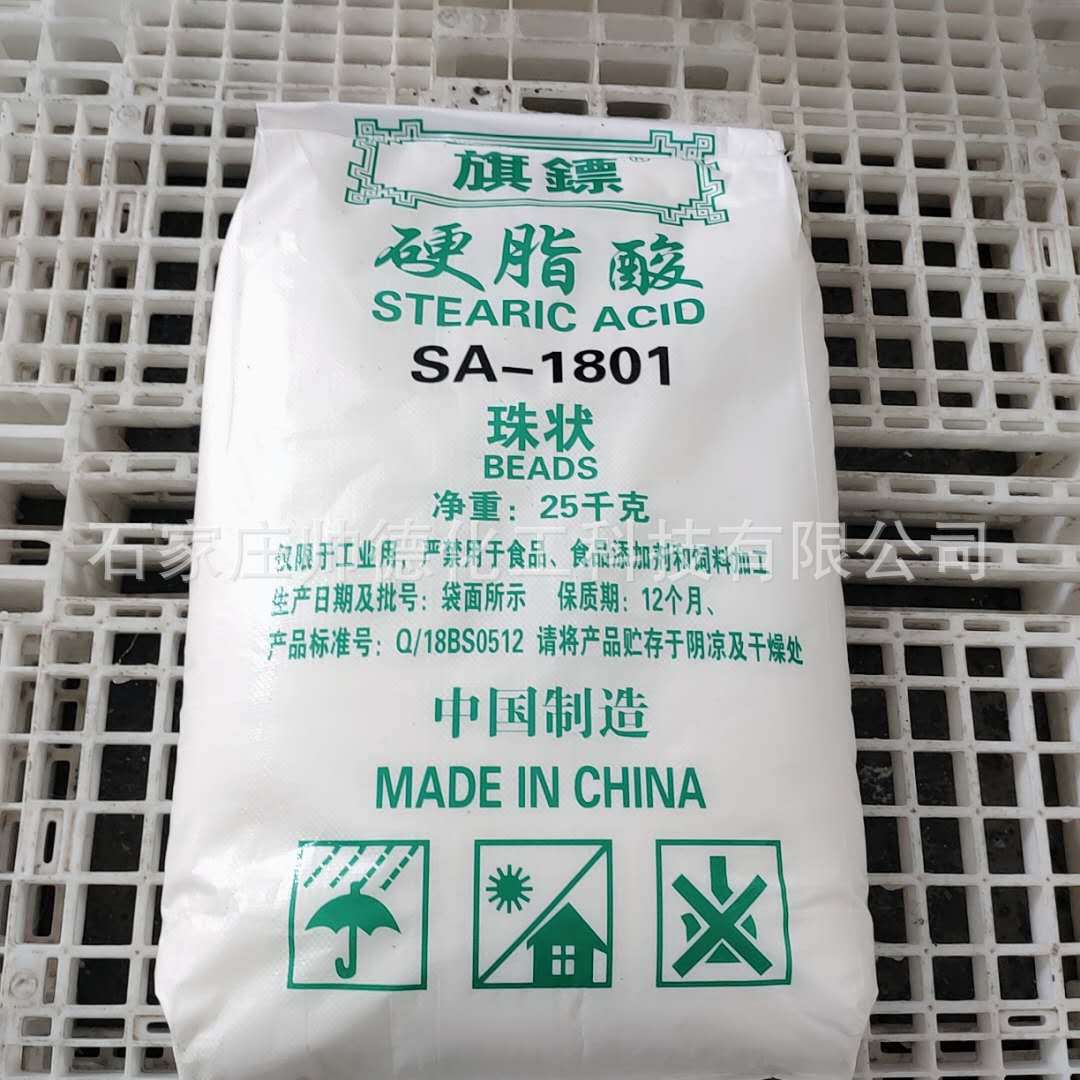 旗鏢®
硬脂酸
STEARIC ACID
SA-1801
珠状
BEADS
净重：25千克
石家庄帅德化工科技有限公司
仅限于工业用，严禁用于食品、食品添加剂和饲料加工
生产日期及批号：袋面所示 保质期：12个月、
产品标准号：Q/18BS0512 请将产品贮存于阴凉及干燥处
中国制造
MADE IN CHINA